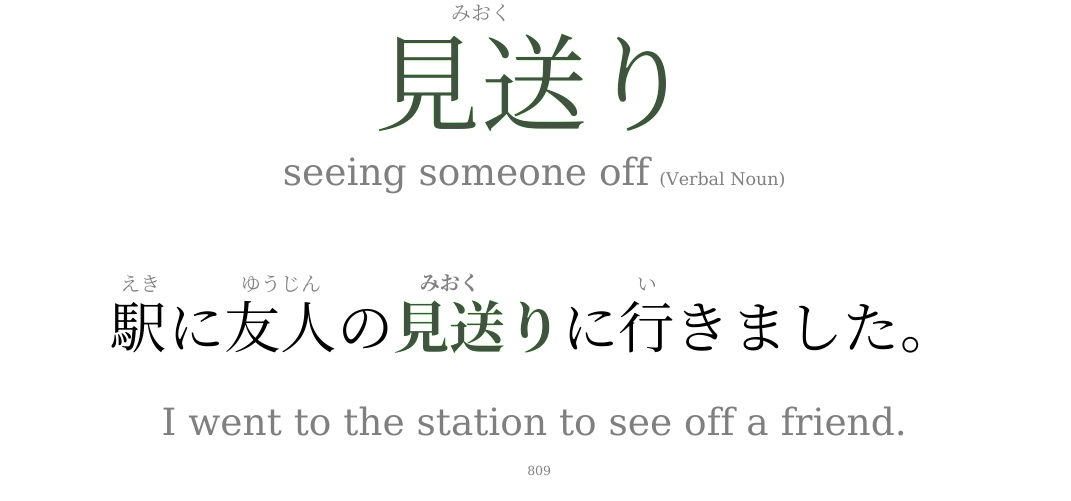 みおく
見送り
seeing someone off (Verbal Noun)
えき ゆうじん みおく い
駅に友人の見送りに行きました。
I went to the station to see off a friend.
809